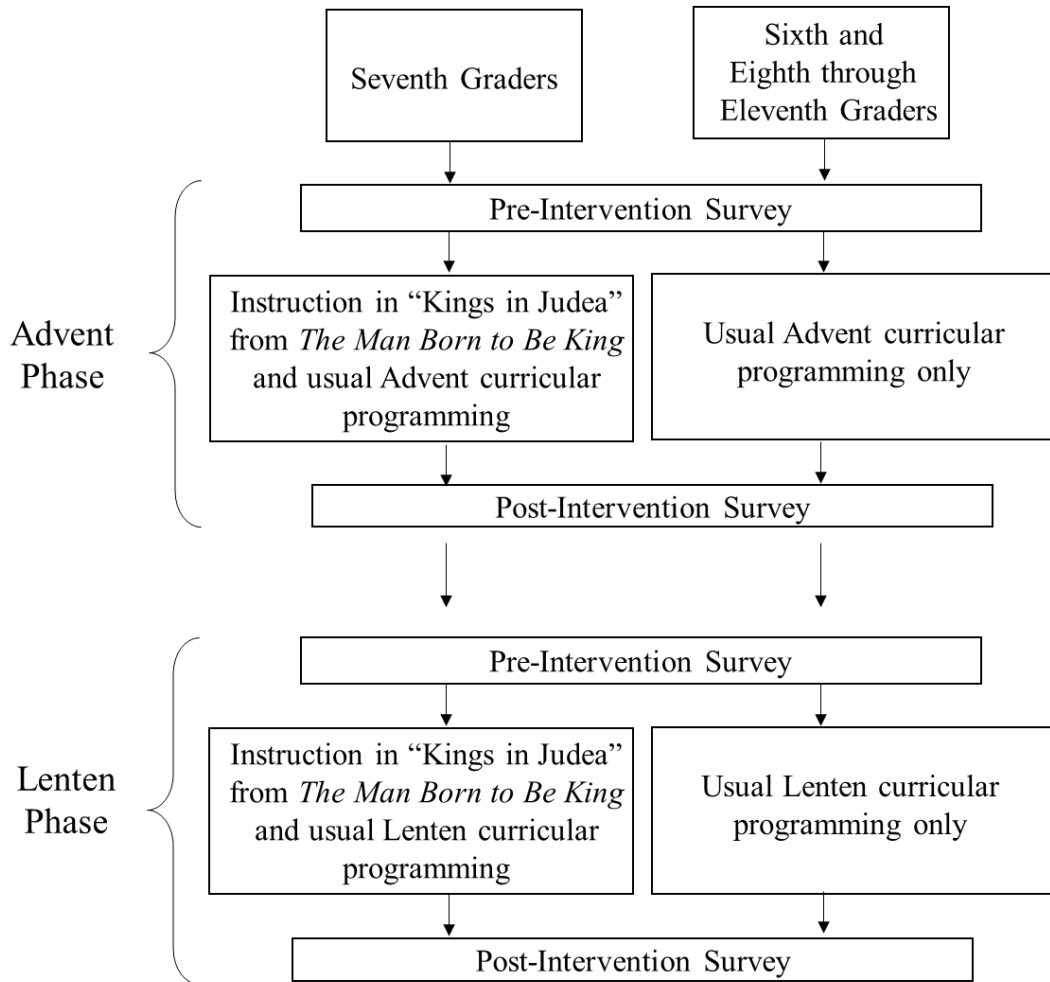 Seventh Graders
Sixth and
Eighth through
Eleventh Graders
Advent
Phase
Pre-Intervention Survey
Instruction in “Kings in Judea”
from The Man Born to Be King
and usual Advent curricular
programming
Usual Advent curricular
programming only
Post-Intervention Survey
Lenten
Phase
Pre-Intervention Survey
Instruction in “Kings in Judea”
from The Man Born to Be King
and usual Lenten curricular
programming
Usual Lenten curricular
programming only
Post-Intervention Survey